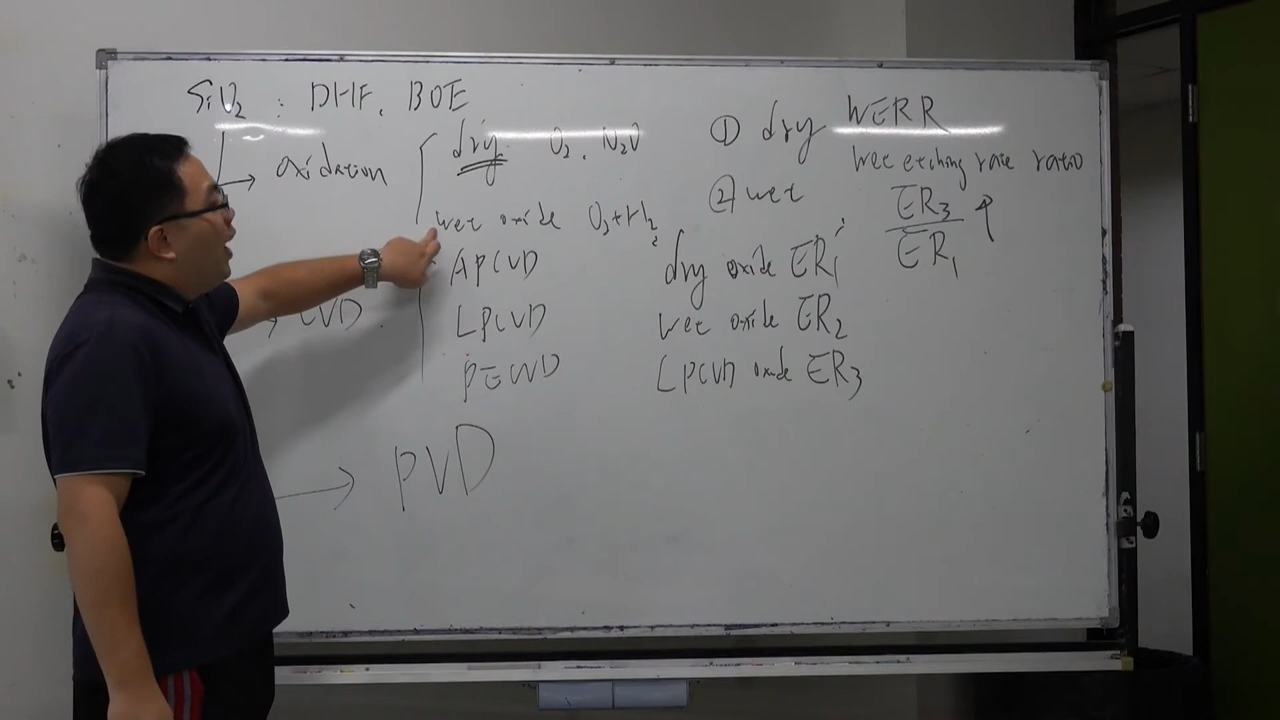 SiO2 : DHF. BOE
→ oxidation
dry O2. N2O
wet oxide O2+H2
APCVD
→ CVD.
LPCVD
PECVD
→ PVD
① dry WERR
wet etching rate ratio
② wet
ER3/ER1 ↑
dry oxide ER1
wet oxide ER2
LPCVD oxide ER3